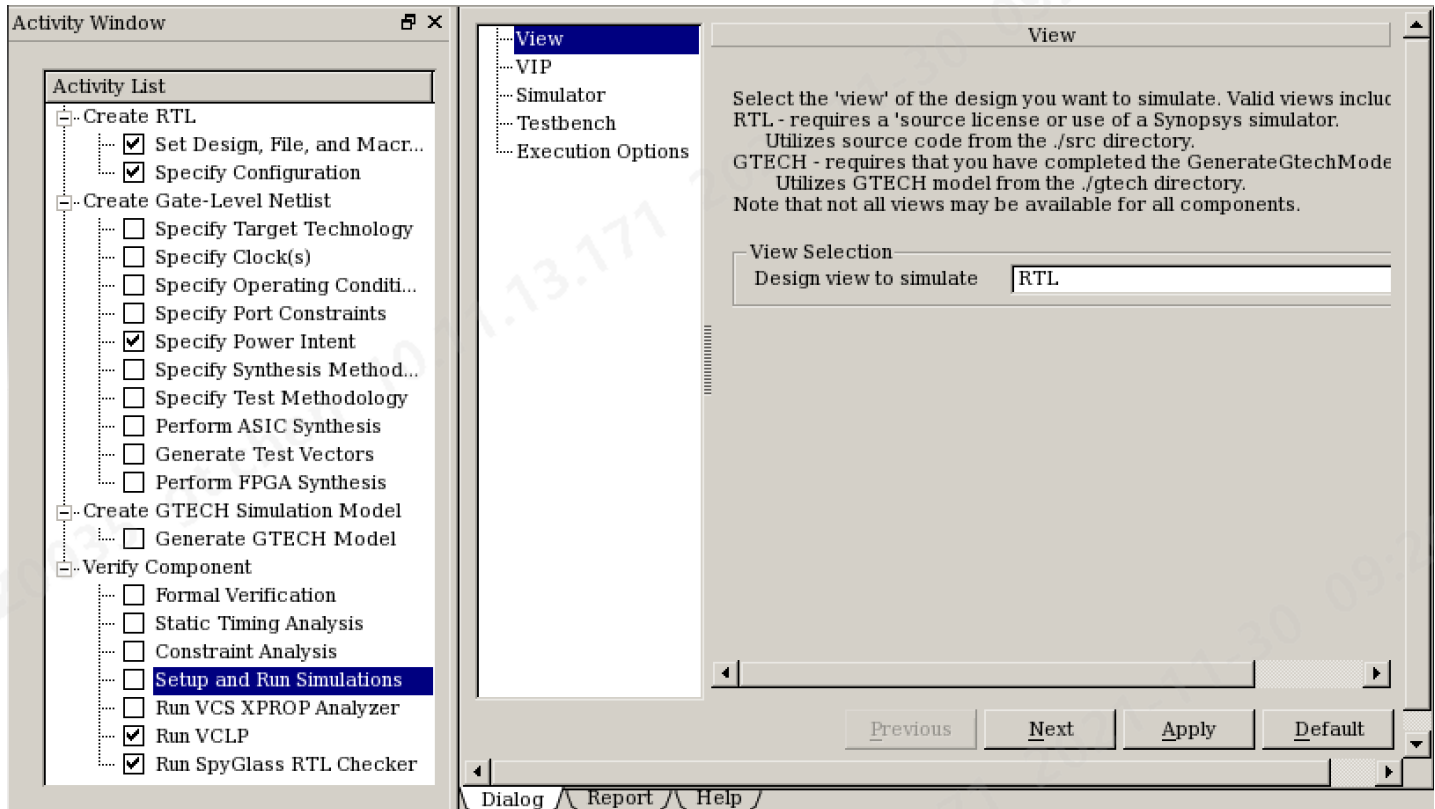 Activity Window
Activity List
Create RTL
Set Design, File, and Macr...
Specify Configuration
Create Gate-Level Netlist
Specify Target Technology
Specify Clock(s)
Specify Operating Conditi...
Specify Port Constraints
Specify Power Intent
Specify Synthesis Method...
Specify Test Methodology
Perform ASIC Synthesis
Generate Test Vectors
Perform FPGA Synthesis
Create GTECH Simulation Model
Generate GTECH Model
Verify Component
Formal Verification
Static Timing Analysis
Constraint Analysis
Setup and Run Simulations
Run VCS XPROP Analyzer
Run VCLP
Run SpyGlass RTL Checker
View
VIP
Simulator
Testbench
Execution Options
View
Select the 'view' of the design you want to simulate. Valid views includ
RTL - requires a 'source license or use of a Synopsys simulator.
Utilizes source code from the ./src directory.
GTECH - requires that you have completed the GenerateGtechMode
Utilizes GTECH model from the ./gtech directory.
Note that not all views may be available for all components.
View Selection
Design view to simulate RTL
Previous Next Apply Default
Dialog Report Help